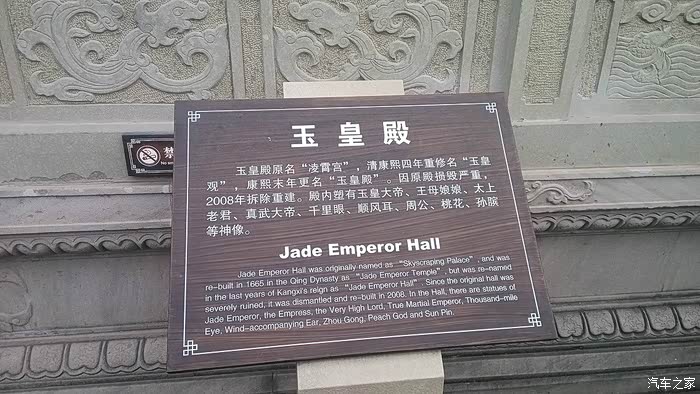 玉皇殿
玉皇殿原名“凌霄宫”，清康熙四年重修名“玉皇
观”，康熙末年更名“玉皇殿”。因原殿损毁严重，
2008年拆除重建。殿内塑有玉皇大帝、王母娘娘、太上
老君、真武大帝、千里眼、顺风耳、周公、桃花、孙膑
等神像。
Jade Emperor Hall
Jade Emperor Hall was originally named as “Skyscraping Palace”, and was
re-built in 1665 in the Qing Dynasty as “Jade Emperor Temple”, but was re-named
in the last years of Kangxi's reign as “Jade Emperor Hall”. Since the original hall was
severely ruined, it was dismantled and re-built in 2008. In the Hall, there are statues of
Jade Emperor, the Empress, the Very High Lord, True Martial Emperor, Thousand-mile
Eye, Wind-accompanying Ear, Zhou Gong, Peach God and Sun Pin.
禁
汽车之家